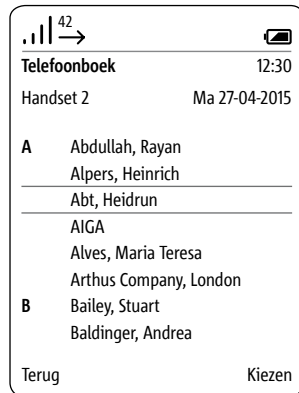 42
Telefoonboek 12:30
Handset 2 Ma 27-04-2015
A Abdullah, Rayan
Alpers, Heinrich
Abt, Heidrun
AIGA
Alves, Maria Teresa
Arthus Company, London
B Bailey, Stuart
Baldinger, Andrea
Terug Kiezen